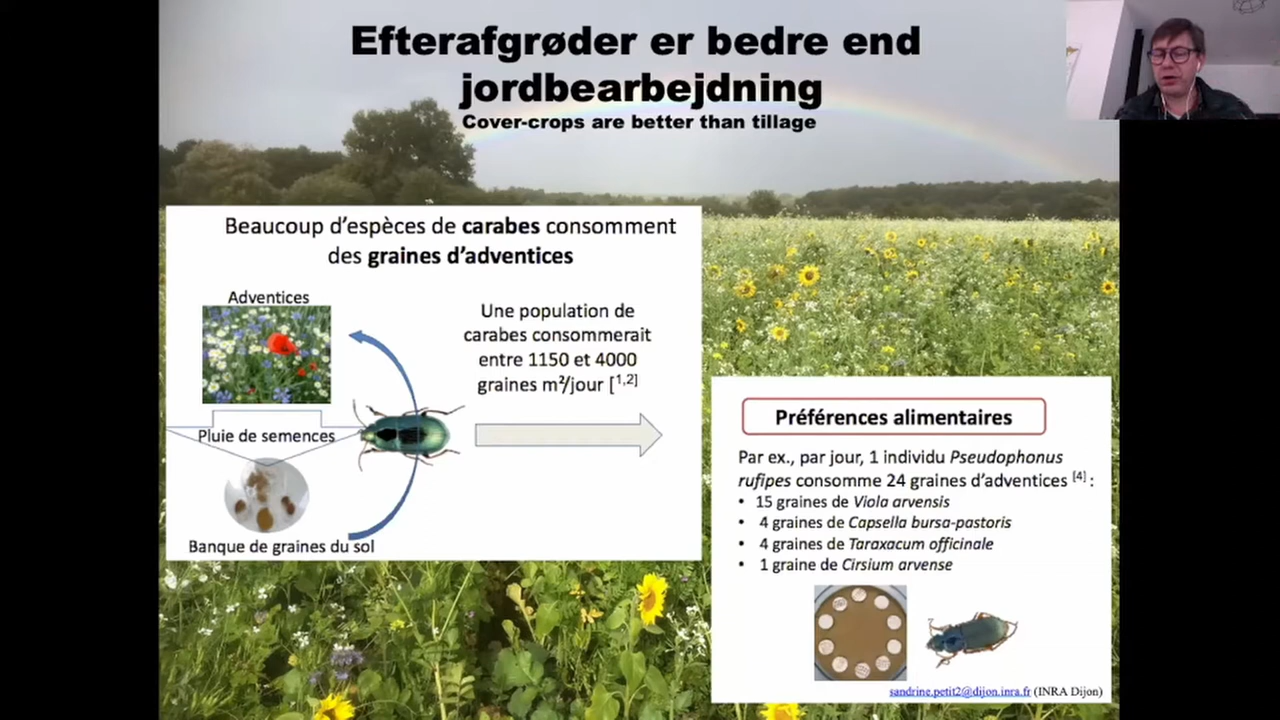 Efterafgrøder er bedre end
jordbearbejdning
Cover-crops are better than tillage
Beaucoup d’espèces de carabes consomment
des graines d’adventices
Adventices
Une population de
carabes consommerait
entre 1150 et 4000
graines m²/jour [1,2]
Pluie de semences
Banque de graines du sol
Préférences alimentaires
Par ex., par jour, 1 individu Pseudophonus
rufipes consomme 24 graines d’adventices [4] :
• 15 graines de Viola arvensis
• 4 graines de Capsella bursa-pastoris
• 4 graines de Taraxacum officinale
• 1 graine de Cirsium arvense
sandrine.petit2@dijon.inra.fr (INRA Dijon)